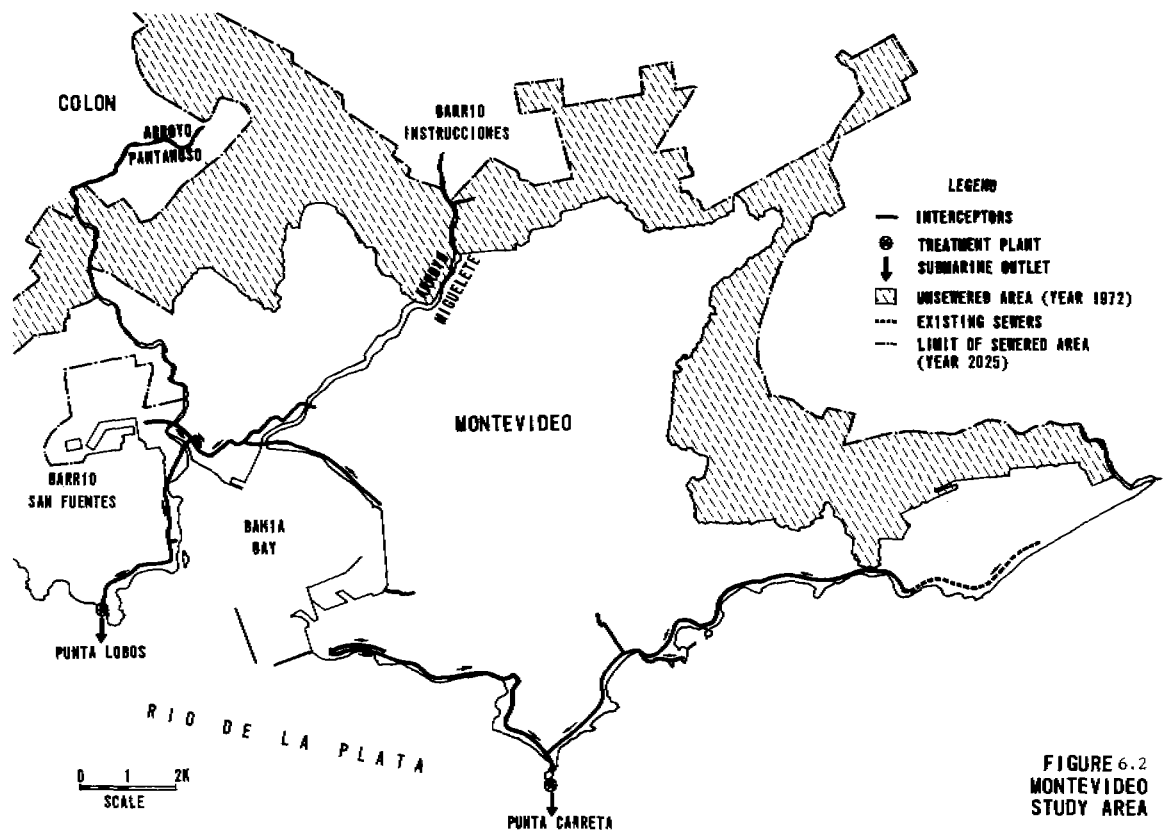 COLON
ARROYO
PANTANOSO
BARRIO
INSTRUCCIONES
ARROYO
MIGUELETE
LEGEND
INTERCEPTORS
TREATMENT PLANT
SUBMARINE OUTLET
UNSEWERED AREA (YEAR 1972)
EXISTING SEWERS
LIMIT OF SEWERED AREA
(YEAR 2025)
MONTEVIDEO
BARRIO
SAN FUENTES
BAHIA
BAY
PUNTA LOBOS
RIO DE LA PLATA
0 1 2K
SCALE
PUNTA CARRETA
FIGURE 6.2
MONTEVIDEO
STUDY AREA